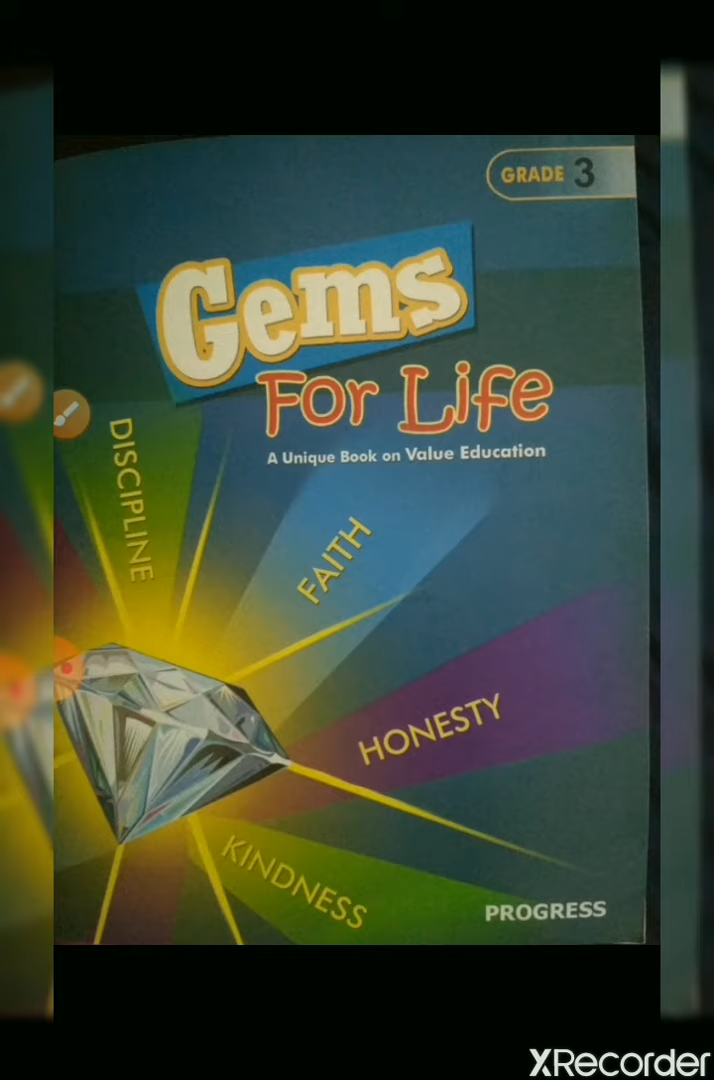 GRADE 3
Gems
For Life
A Unique Book on Value Education
DISCIPLINE
FAITH
HONESTY
KINDNESS
PROGRESS
XRecorder